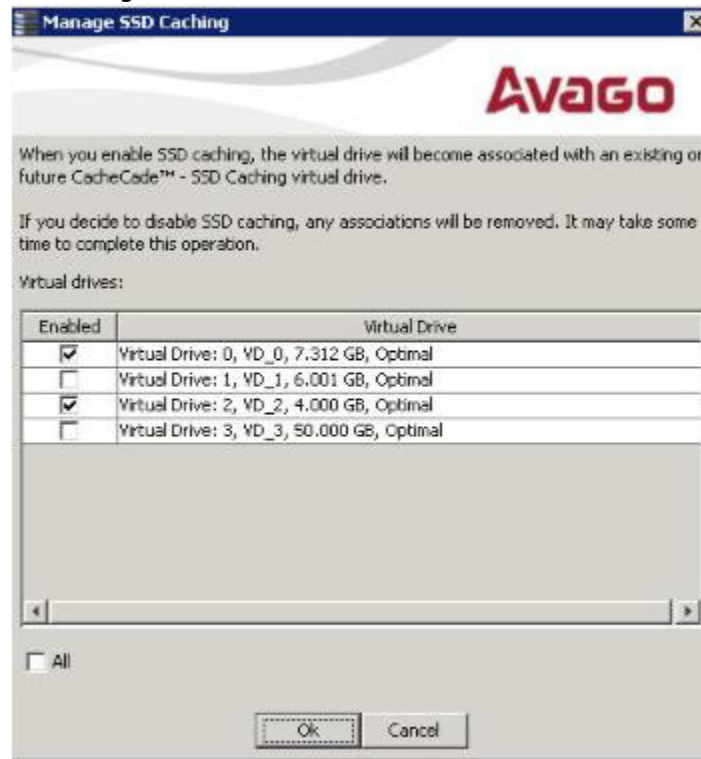 Manage SSD Caching
Avago
When you enable SSD caching, the virtual drive will become associated with an existing or
future CacheCade™ - SSD Caching virtual drive.
If you decide to disable SSD caching, any associations will be removed. It may take some
time to complete this operation.
Virtual drives:
Enabled Virtual Drive
Virtual Drive: 0, VD_0, 7.312 GB, Optimal
Virtual Drive: 1, VD_1, 6.001 GB, Optimal
Virtual Drive: 2, VD_2, 4.000 GB, Optimal
Virtual Drive: 3, VD_3, 50.000 GB, Optimal
All
Ok Cancel